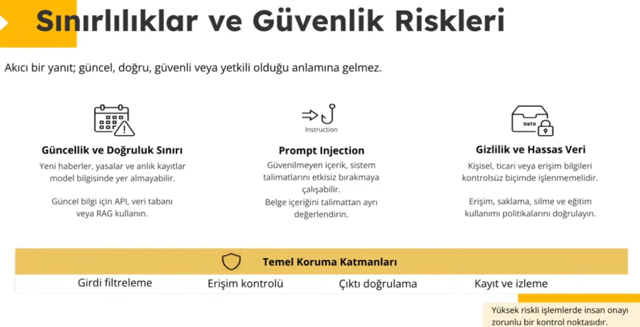 Sınırlılıklar ve Güvenlik Riskleri
Akıcı bir yanıt; güncel, doğru, güvenli veya yetkili olduğu anlamına gelmez.
Güncellik ve Doğruluk Sınırı
Yeni haberler, yasalar ve anlık kayıtlar
model bilgisinde yer almayabilir.
Güncel bilgi için API, veri tabanı
veya RAG kullanın.
Instruction
Prompt Injection
Güvenilmeyen içerik, sistem
talimatlarını etkisiz bırakmaya
çalışabilir.
Belge içeriğini talimattan ayrı
değerlendirin.
DATA
Gizlilik ve Hassas Veri
Kişisel, ticari veya erişim bilgileri
kontrolsüz biçimde işlenmemelidir.
Erişim, saklama, silme ve eğitim
kullanımı politikalarını doğrulayın.
Temel Koruma Katmanları
Girdi filtreleme
Erişim kontrolü
Çıktı doğrulama
Kayıt ve izleme
Yüksek riskli işlemlerde insan onayı
zorunlu bir kontrol noktasıdır.